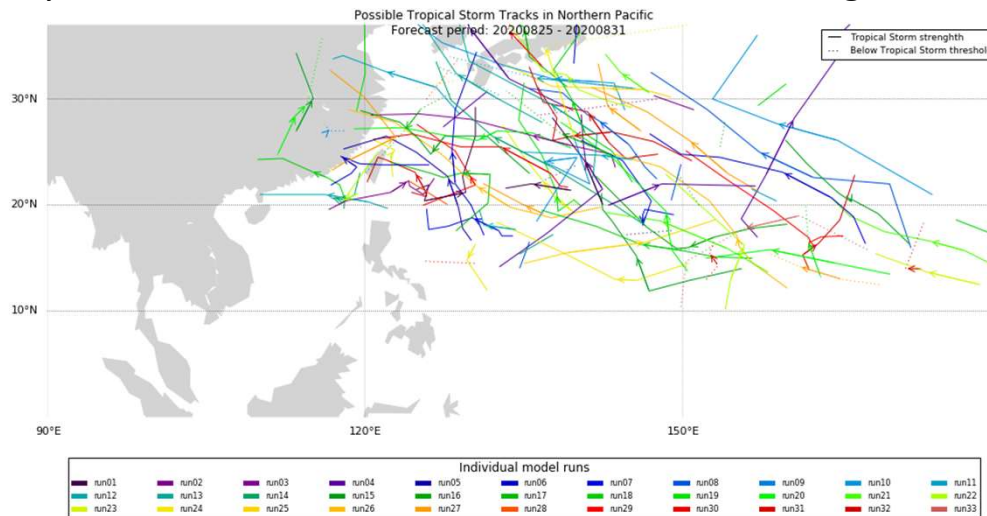 Possible Tropical Storm Tracks in Northern Pacific
Forecast period: 20200825 - 20200831
Tropical Storm strenghth
Below Tropical Storm threshold
30°N
20°N
10°N
90°E 120°E 150°E
Individual model runs
run01 run02 run03 run04 run05 run06 run07 run08 run09 run10 run11
run12 run13 run14 run15 run16 run17 run18 run19 run20 run21 run22
run23 run24 run25 run26 run27 run28 run29 run30 run31 run32 run33